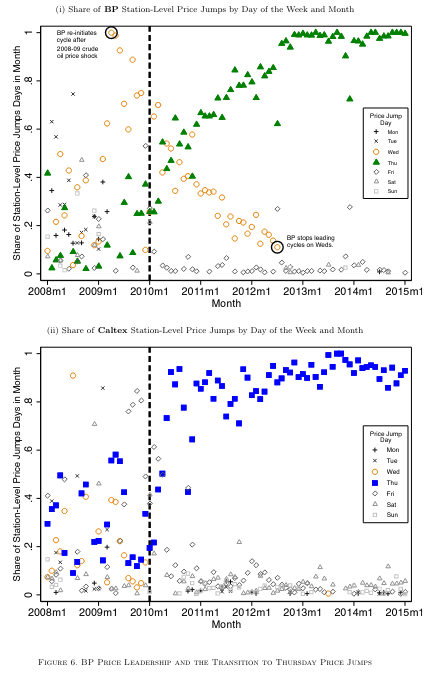 (i) Share of BP Station-Level Price Jumps by Day of the Week and Month
Share of Station-Level Price Jumps Days in Month
1
.8
.6
.4
.2
0
BP re-initiates
cycle after
2008-09 crude
oil price shock
Price Jump
Day
Mon
Tue
Wed
Thu
Fri
Sat
Sun
BP stops leading
cycles on Weds.
2008m1 2009m1 2010m1 2011m1 2012m1 2013m1 2014m1 2015m1
Month
(ii) Share of Caltex Station-Level Price Jumps by Day of the Week and Month
Share of Station-Level Price Jumps Days in Month
1
.8
.6
.4
.2
0
Price Jump
Day
Mon
Tue
Wed
Thu
Fri
Sat
Sun
2008m1 2009m1 2010m1 2011m1 2012m1 2013m1 2014m1 2015m1
Month
Figure 6. BP Price Leadership and the Transition to Thursday Price Jumps